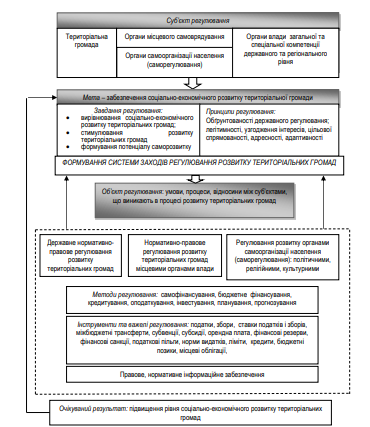 Суб'єкт регулювання
Територіальна
громада
Органи місцевого самоврядування
Органи самоорганізації населення
(саморегулювання)
Органи влади загальної та
спеціальної компетенції
державного та регіонального
рівня
Мета – забезпечення соціально-економічного розвитку територіальної громади
Завдання регулювання:
• вирівнювання соціально-економічного
розвитку територіальних громад;
• стимулювання розвитку
територіальних громад
• формування потенціалу саморозвитку
Принципи регулювання:
Обґрунтованості державного регулювання;
легітимності, узгодження інтересів, цільової
спрямованості, адресності, адаптивності
ФОРМУВАННЯ СИСТЕМИ ЗАХОДІВ РЕГУЛЮВАННЯ РОЗВИТКУ ТЕРИТОРІАЛЬНИХ ГРОМАД
Об'єкт регулювання: умови, процеси, відносини між суб'єктами,
що виникають в процесі розвитку територіальних громад
Державне нормативно-
правове регулювання
розвитку
територіальних громад
Нормативно-правове
регулювання розвитку
територіальних громад
місцевими органами влади
Регулювання розвитку органами
самоорганізації населення
(саморегулювання): політичними,
релігійними, культурними
Методи регулювання: самофінансування, бюджетне фінансування,
кредитування, оподаткування, інвестування, планування, прогнозування
Інструменти та важелі регулювання: податки, збори, ставки податків і зборів,
міжбюджетні трансферти, субвенції, субсидії, орендна плата, фінансові резерви,
фінансові санкції, податкові пільги, норми видатків, ліміти, кредити, бюджетні
позики, місцеві облігації,
Правове, нормативне інформаційне забезпечення
Очікуваний результат: підвищення рівня соціально-економічного розвитку територіальних
громад